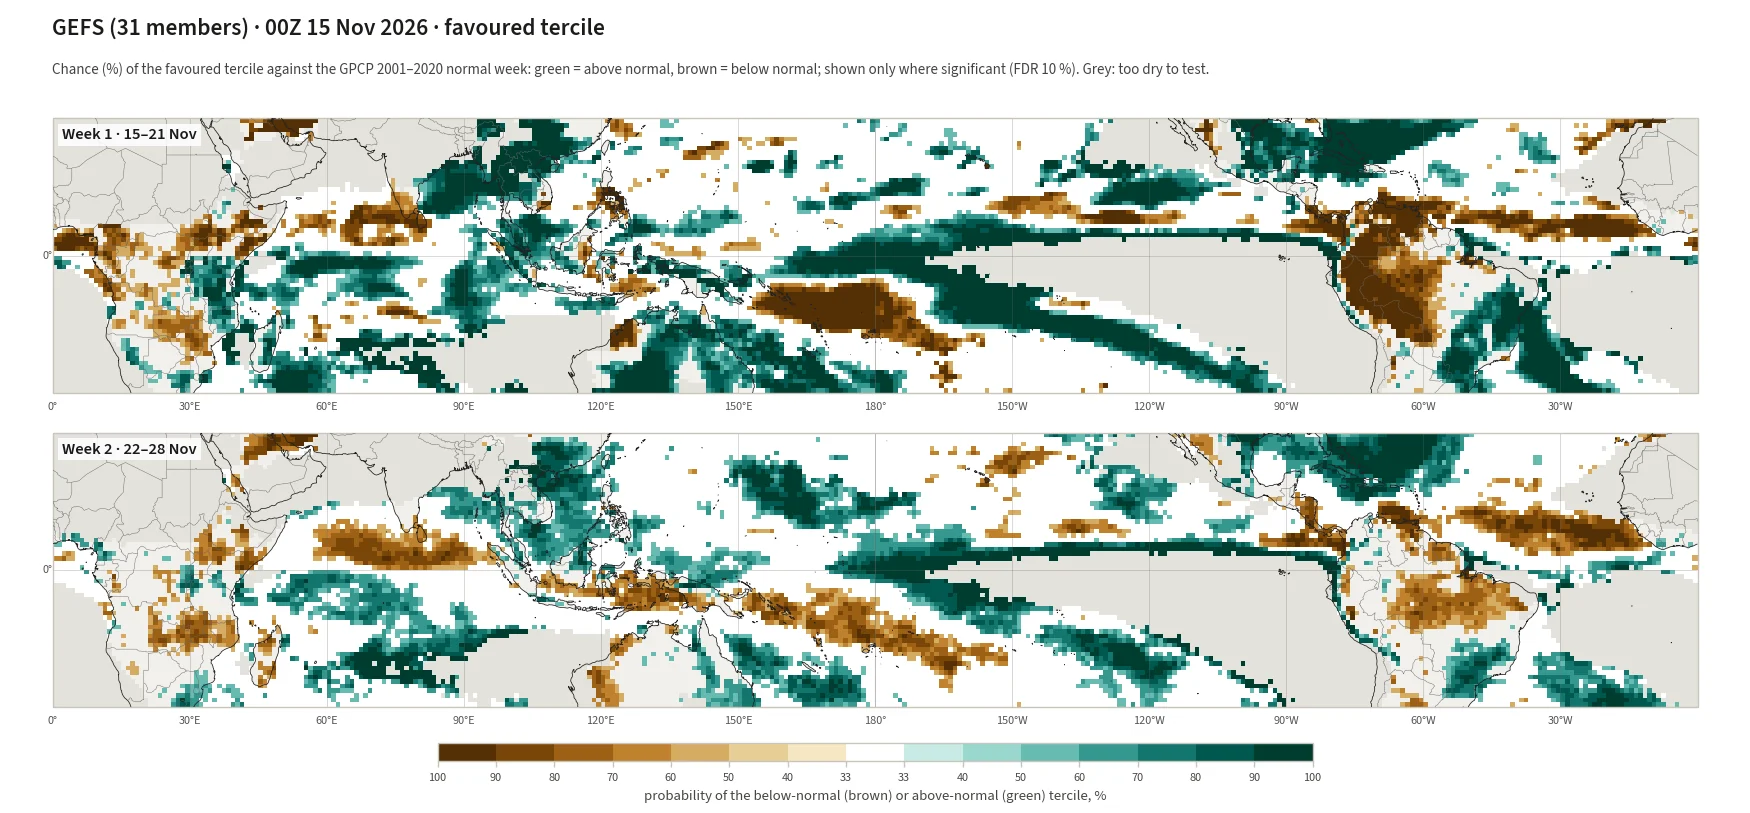 GEFS (31 members) · 00Z 15 Nov 2026 · favoured tercile
Chance (%) of the favoured tercile against the GPCP 2001–2020 normal week: green = above normal, brown = below normal; shown only where significant (FDR 10 %). Grey: too dry to test.
Week 1 · 15–21 Nov
0°
0° 30°E 60°E 90°E 120°E 150°E 180° 150°W 120°W 90°W 60°W 30°W
Week 2 · 22–28 Nov
0°
0° 30°E 60°E 90°E 120°E 150°E 180° 150°W 120°W 90°W 60°W 30°W
100 90 80 70 60 50 40 33 33 40 50 60 70 80 90 100
probability of the below-normal (brown) or above-normal (green) tercile, %